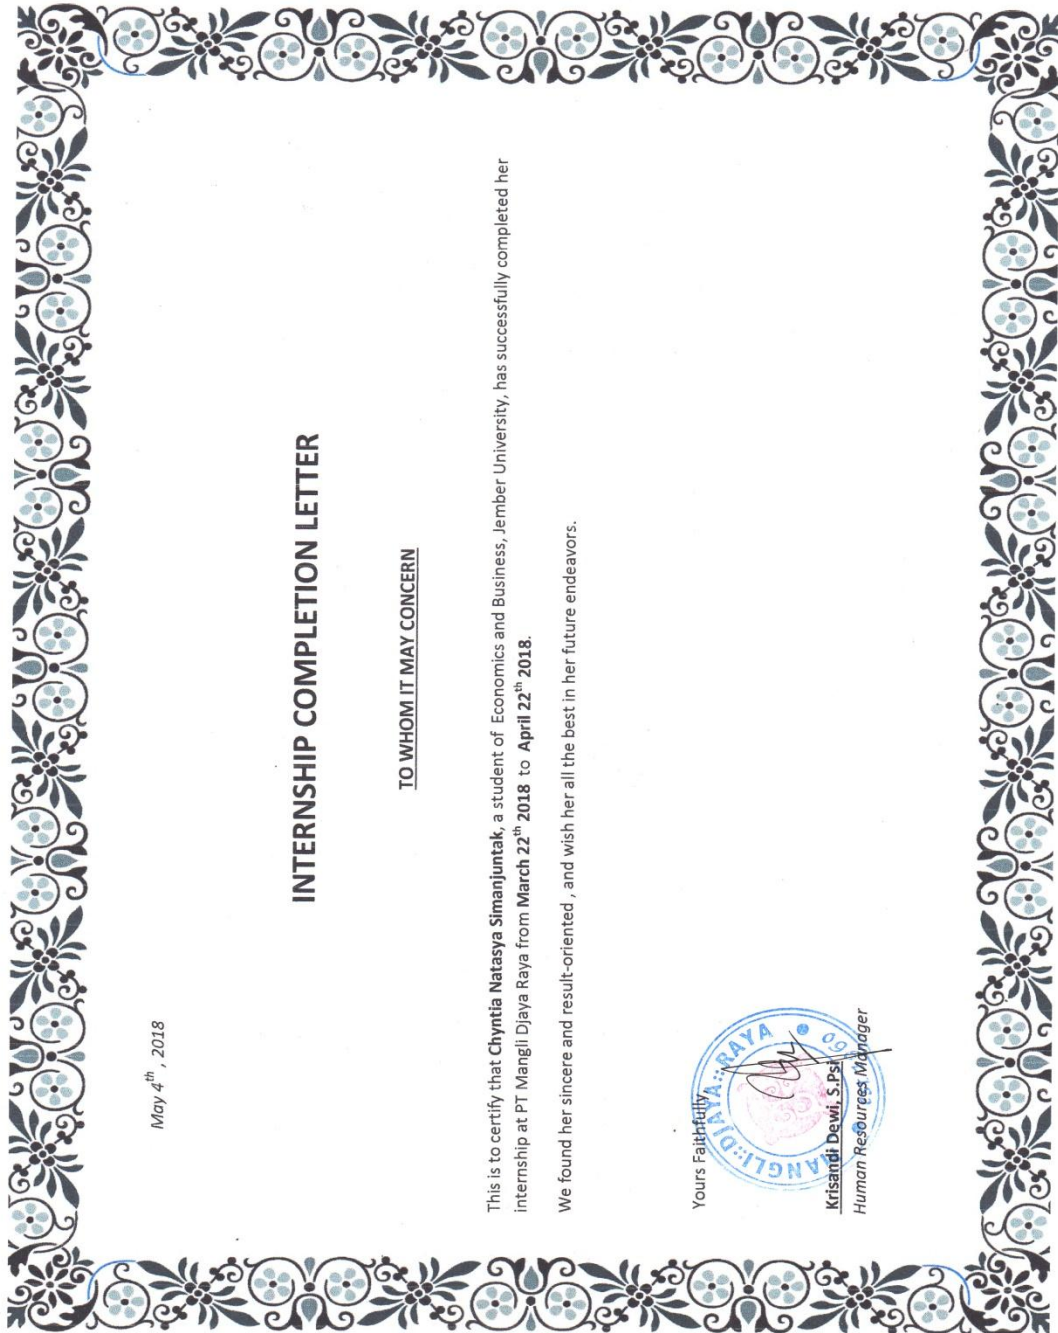 May 4th , 2018
INTERNSHIP COMPLETION LETTER
TO WHOM IT MAY CONCERN
This is to certify that Chyntia Natasya Simanjuntak, a student of Economics and Business, Jember University, has successfully completed her
internship at PT Mangli Djaya Raya from March 22th 2018 to April 22th 2018.
We found her sincere and result-oriented , and wish her all the best in her future endeavors.
Yours Faithfully,
MANGLI::DJAYA::RAYA
Krisandi Dewi, S.Psi
Human Resources Manager